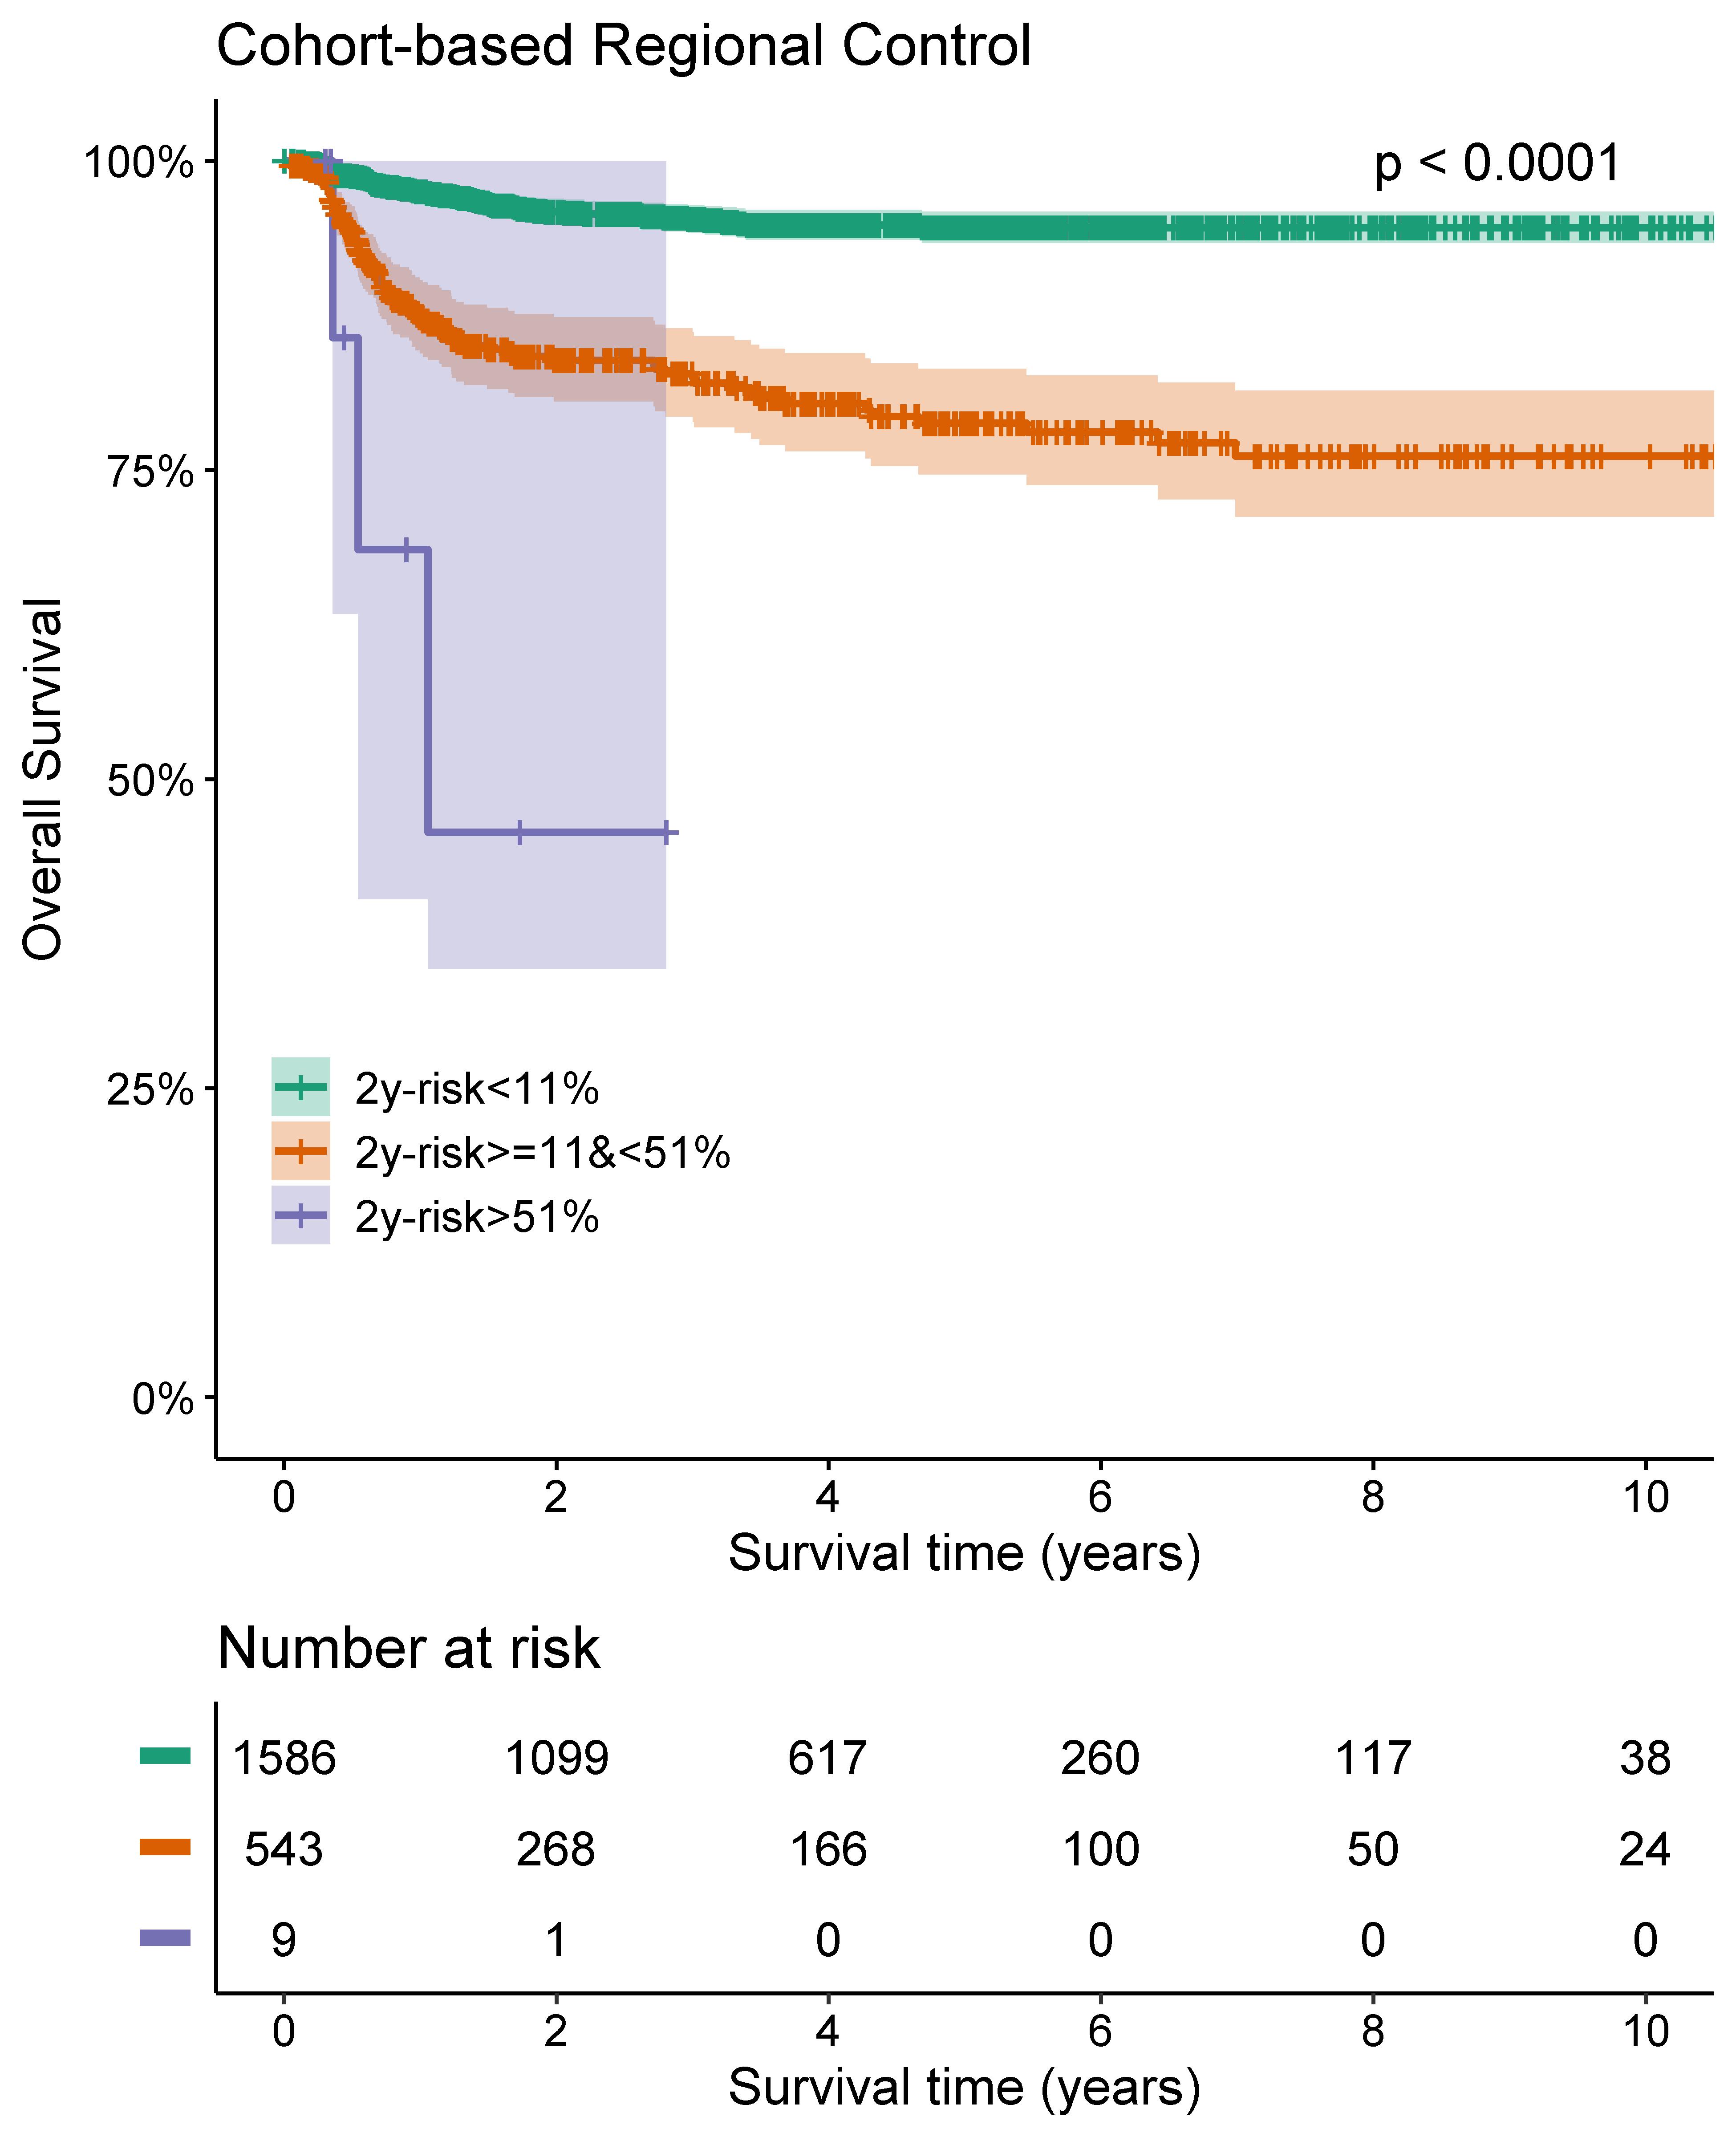 Cohort-based Regional Control
p < 0.0001
100%
75%
50%
25%
0%
Overall Survival
2y-risk<11%
2y-risk>=11&<51%
2y-risk>51%
0 2 4 6 8 10
Survival time (years)
Number at risk
1586 1099 617 260 117 38
543 268 166 100 50 24
9 1 0 0 0 0
0 2 4 6 8 10
Survival time (years)